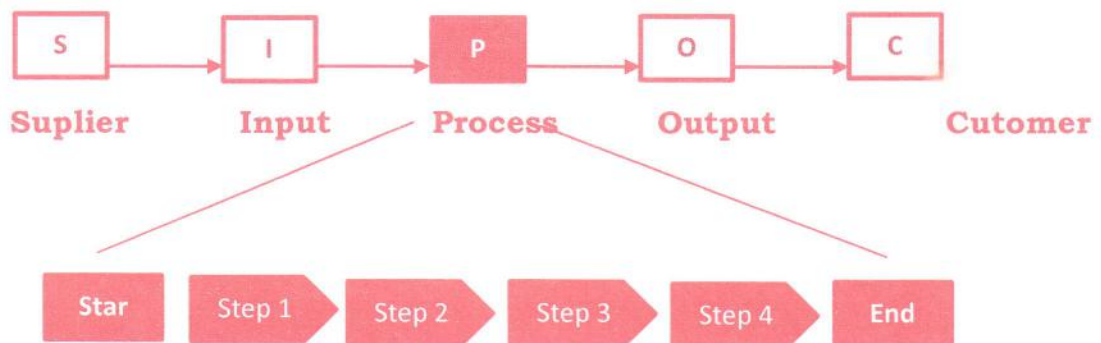 S I P O C
Suplier Input Process Output Cutomer
Star Step 1 Step 2 Step 3 Step 4 End